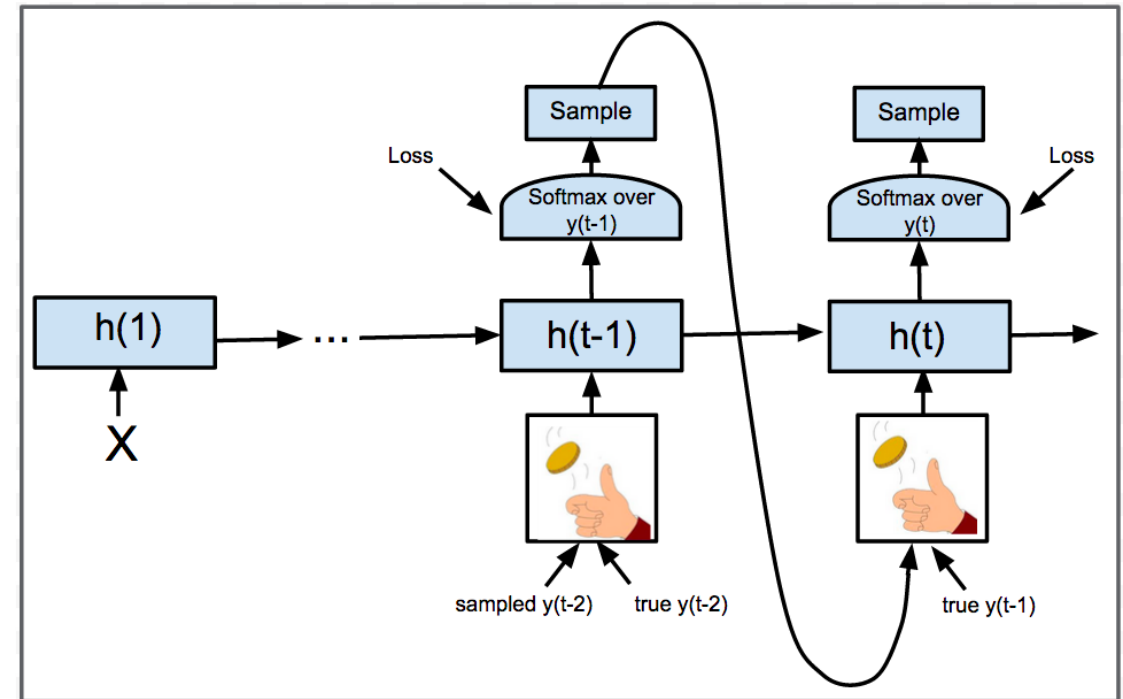 Sample
Sample
Loss
Loss
Softmax over
y(t-1)
Softmax over
y(t)
h(1)
...
h(t-1)
h(t)
X
sampled y(t-2)
true y(t-2)
true y(t-1)